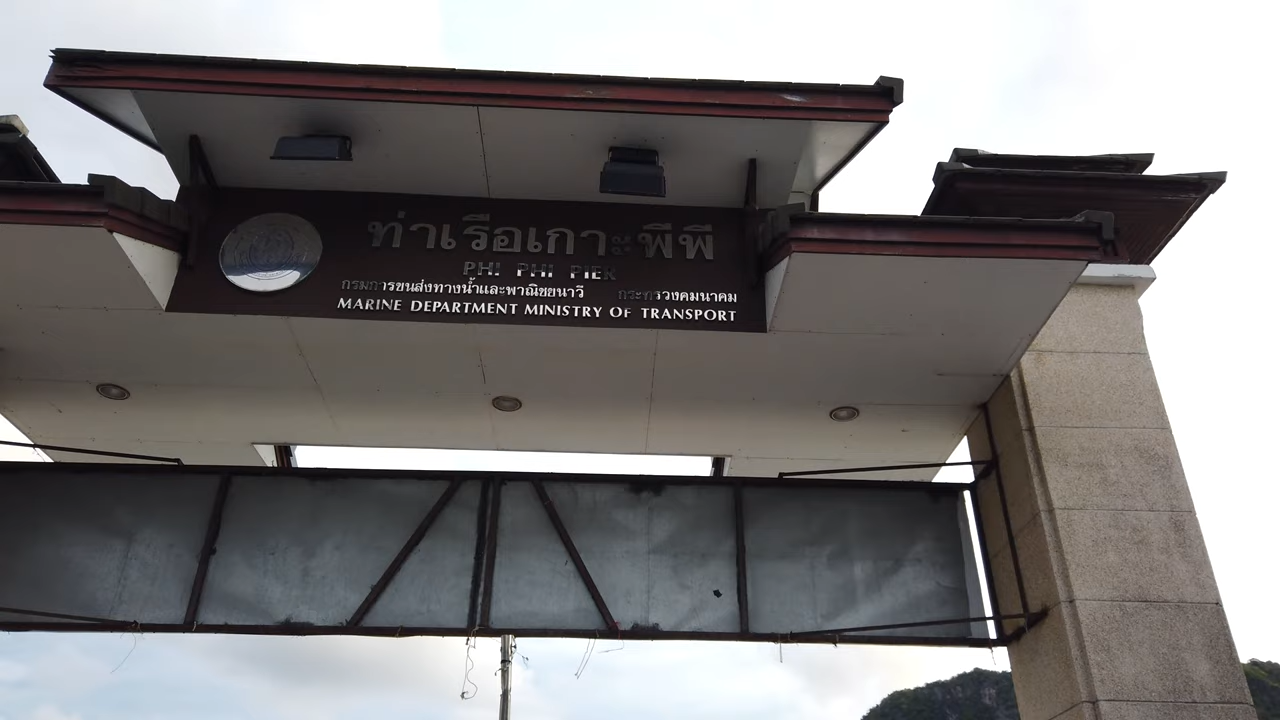 ท่าเรือเกาะพีพี
PHI PHI PIER
กรมการขนส่งทางน้ำและพาณิชยนาวี กระทรวงคมนาคม
MARINE DEPARTMENT MINISTRY OF TRANSPORT